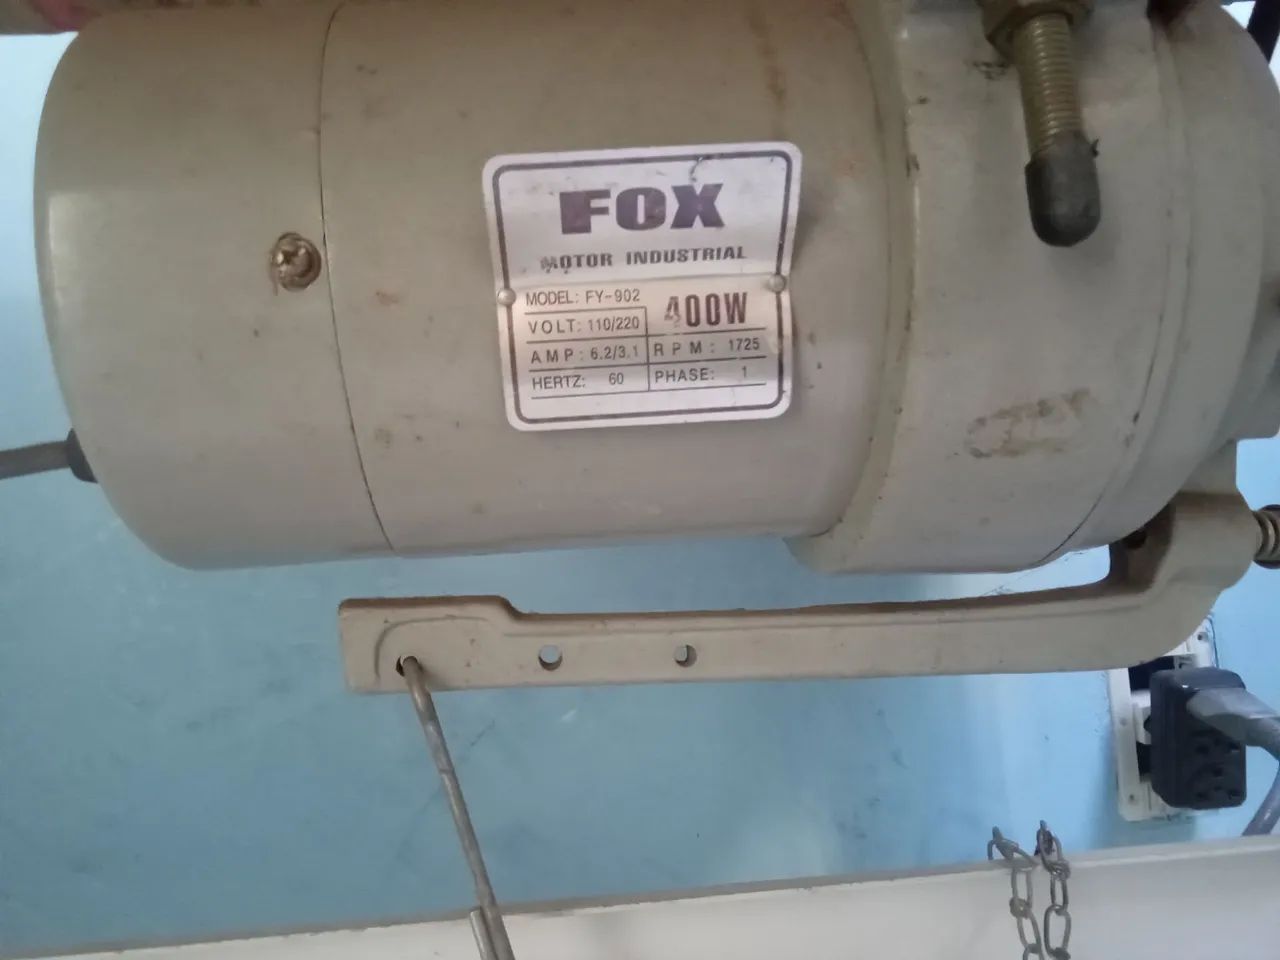 FOX
MOTOR INDUSTRIAL
MODEL: FY-902
400W
VOLT: 110/220
AMP: 6.2/3.1
RPM: 1725
HERTZ: 60
PHASE: 1